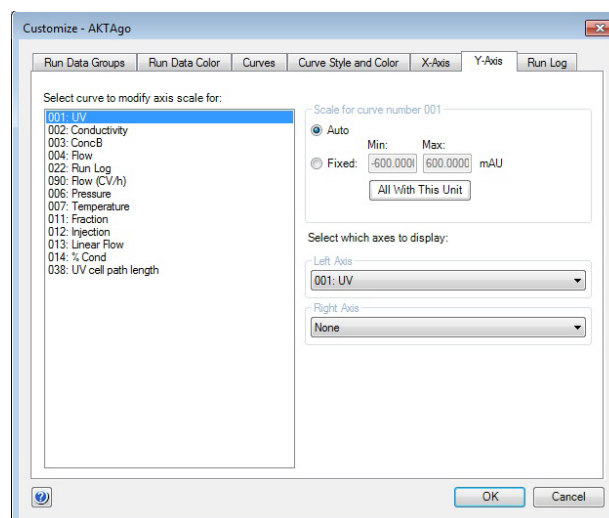 Customize - AKTAgo
Run Data Groups
Run Data Color
Curves
Curve Style and Color
X-Axis
Y-Axis
Run Log
Select curve to modify axis scale for:
001: UV
002: Conductivity
003: ConcB
004: Flow
022: Run Log
090: Flow (CV/h)
006: Pressure
007: Temperature
011: Fraction
012: Injection
013: Linear Flow
014: % Cond
038: UV cell path length
Scale for curve number 001
Auto
Min: Max:
Fixed: -600.000 600.0000 mAU
All With This Unit
Select which axes to display:
Left Axis
001: UV
Right Axis
None
OK
Cancel